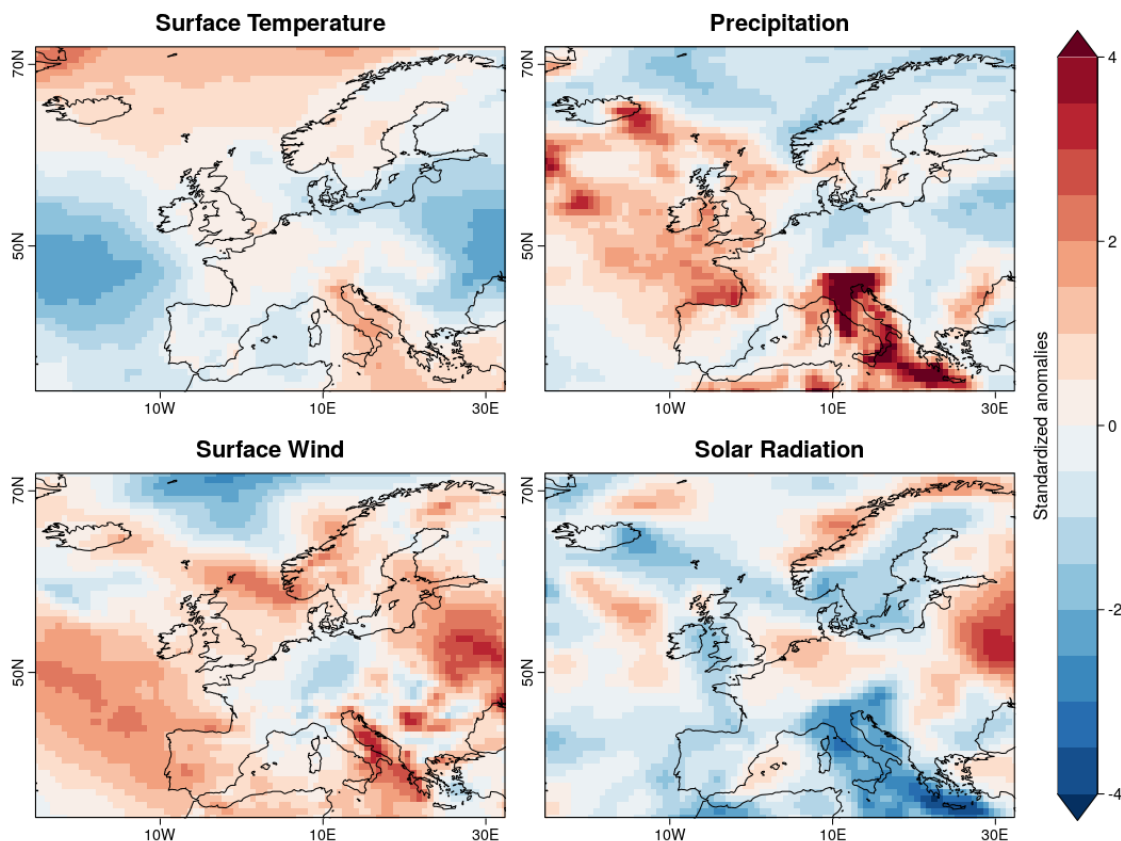 Surface Temperature
Precipitation
70N
50N
10W
10E
30E
70N
50N
10W
10E
30E
Surface Wind
Solar Radiation
70N
50N
10W
10E
30E
70N
50N
10W
10E
30E
4
2
0
-2
-4
Standardized anomalies